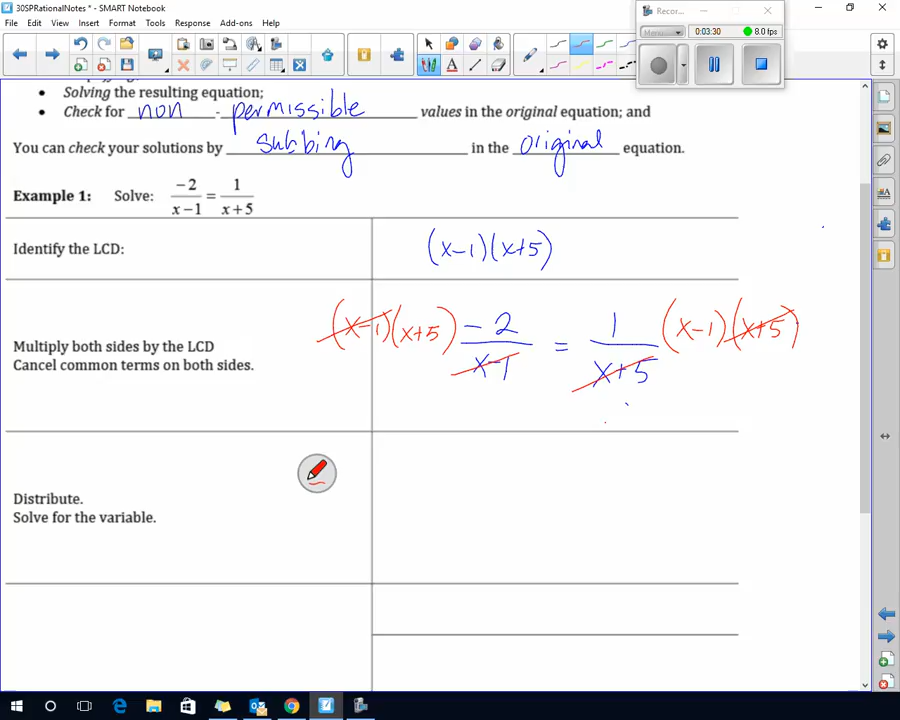 30SPRationalNotes * - SMART Notebook
File Edit View Insert Format Tools Response Add-ons Help
Recor...
Menu
0:03:30
8.0 fps
Solving the resulting equation;
Check for non - permissible values in the original equation; and
You can check your solutions by subbing in the original equation.
Example 1: Solve: −2/(x−1) = 1/(x+5)
Identify the LCD: (x-1)(x+5)
Multiply both sides by the LCD
Cancel common terms on both sides.
(x-1)(x+5) -2/(x-1) = 1/(x+5) (x-1)(x+5)
Distribute.
Solve for the variable.